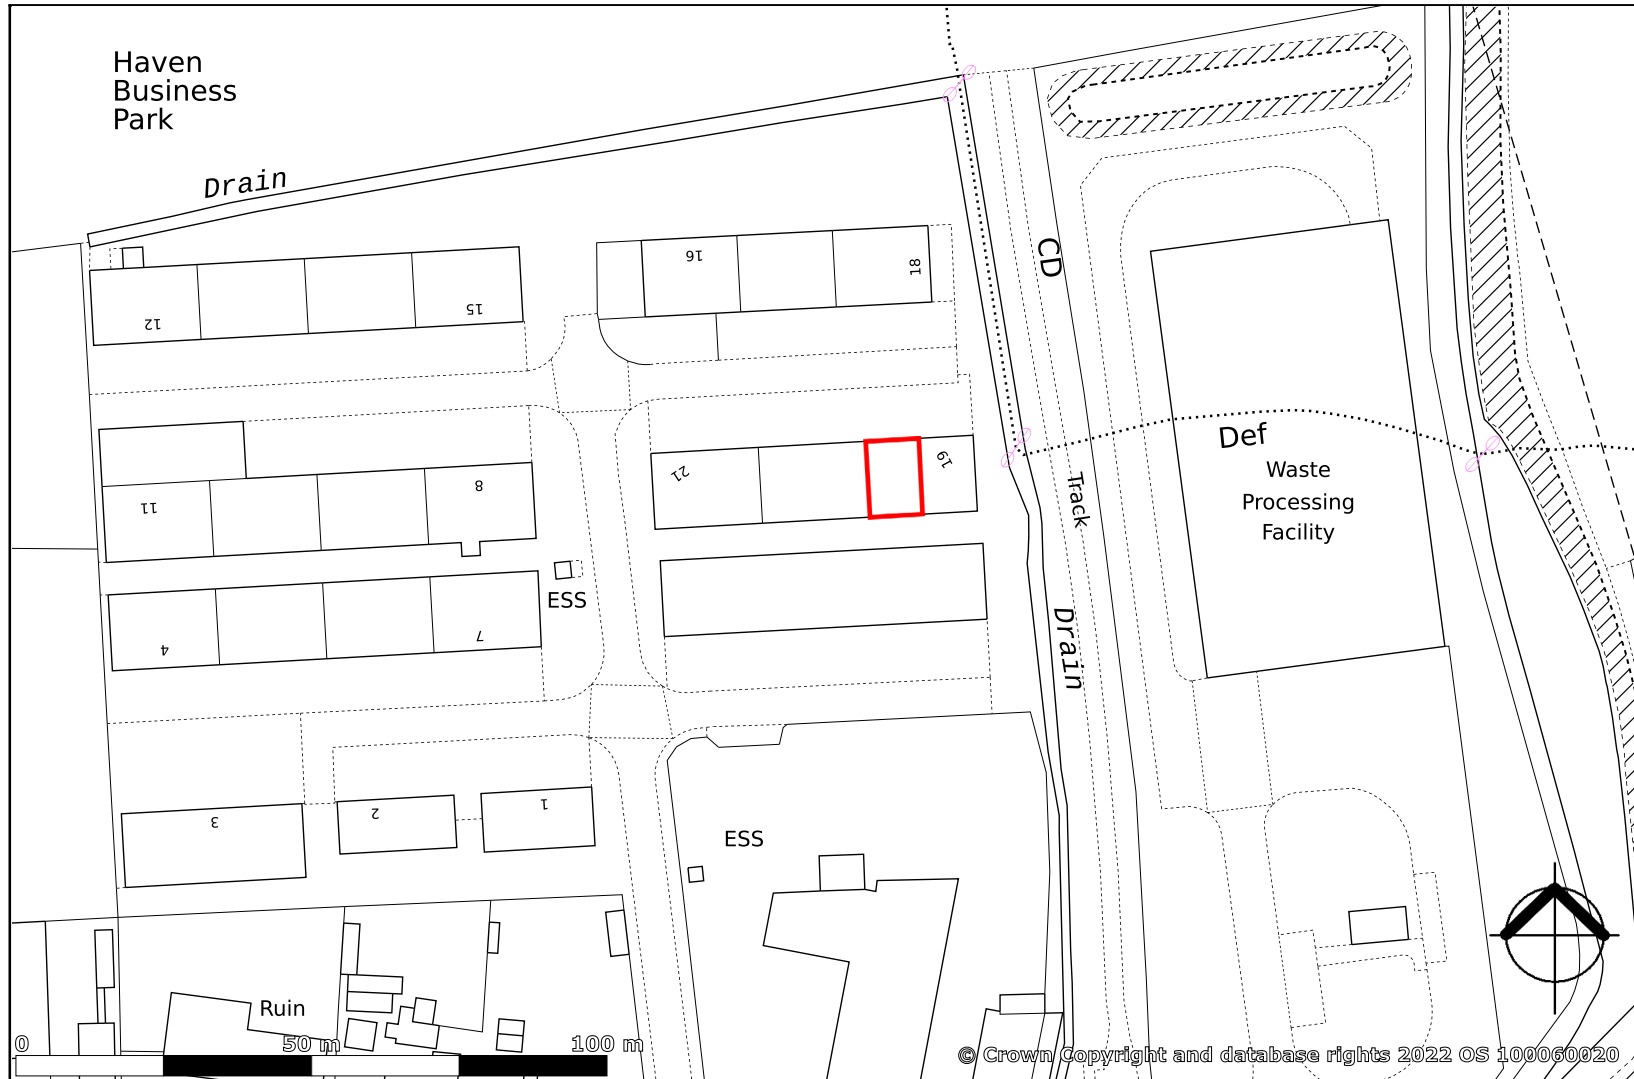 Haven
Business
Park
Drain
12
15
16
18
CD
11
8
21
19
Def
Waste
Processing
Facility
Track
4
7
ESS
Drain
3
2
1
ESS
Ruin
0
50 m
100 m
© Crown Copyright and database rights 2022 OS 100060020